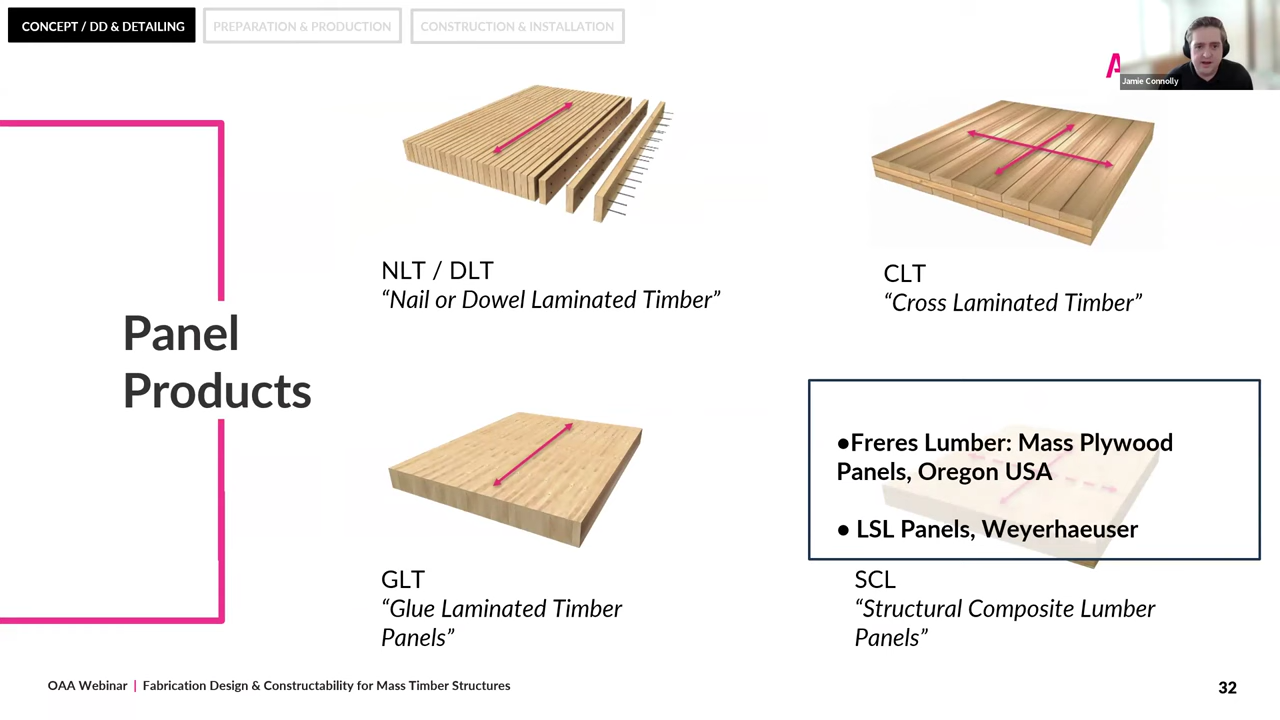 CONCEPT / DD & DETAILING
PREPARATION & PRODUCTION
CONSTRUCTION & INSTALLATION
A
Jamie Connolly
Panel
Products
NLT / DLT
“Nail or Dowel Laminated Timber”
CLT
“Cross Laminated Timber”
GLT
“Glue Laminated Timber
Panels”
●Freres Lumber: Mass Plywood
Panels, Oregon USA
● LSL Panels, Weyerhaeuser
SCL
“Structural Composite Lumber
Panels”
OAA Webinar | Fabrication Design & Constructability for Mass Timber Structures
32